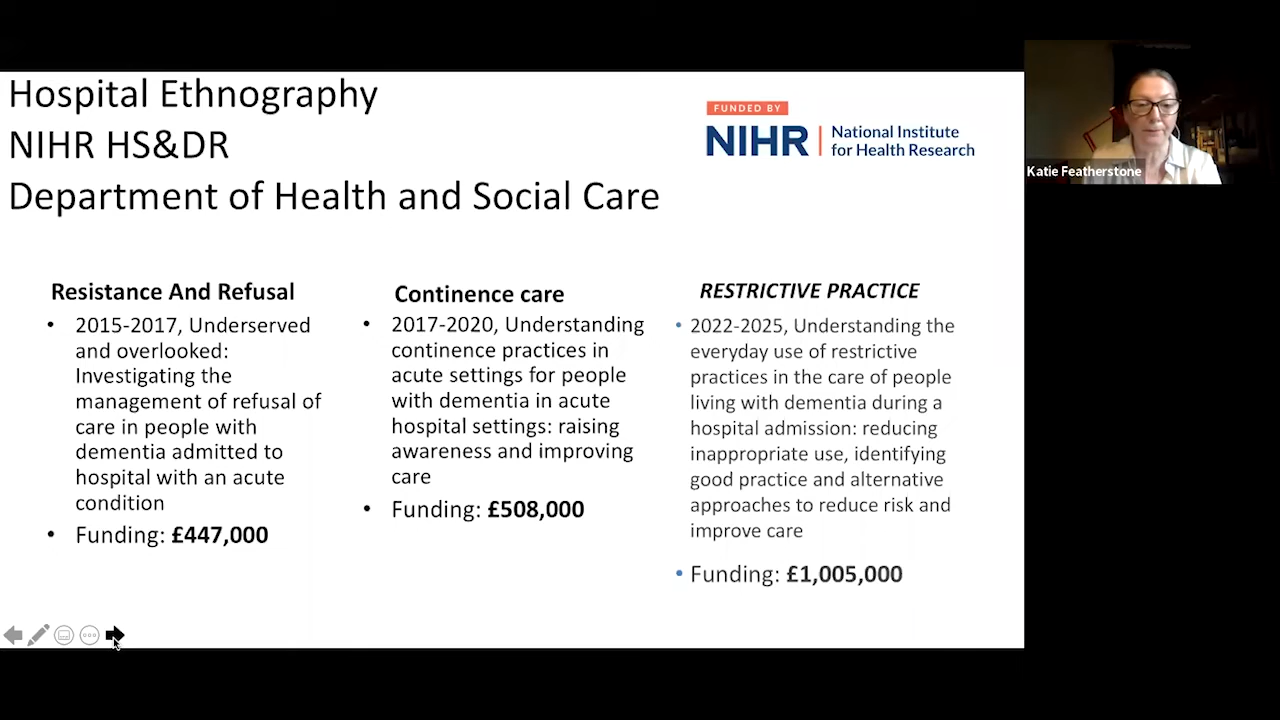 Hospital Ethnography
NIHR HS&DR
Department of Health and Social Care
FUNDED BY
NIHR | National Institute
for Health Research
Katie Featherstone
Resistance And Refusal
• 2015-2017, Underserved
and overlooked:
Investigating the
management of refusal of
care in people with
dementia admitted to
hospital with an acute
condition
• Funding: £447,000
Continence care
• 2017-2020, Understanding
continence practices in
acute settings for people
with dementia in acute
hospital settings: raising
awareness and improving
care
• Funding: £508,000
RESTRICTIVE PRACTICE
• 2022-2025, Understanding the
everyday use of restrictive
practices in the care of people
living with dementia during a
hospital admission: reducing
inappropriate use, identifying
good practice and alternative
approaches to reduce risk and
improve care
• Funding: £1,005,000